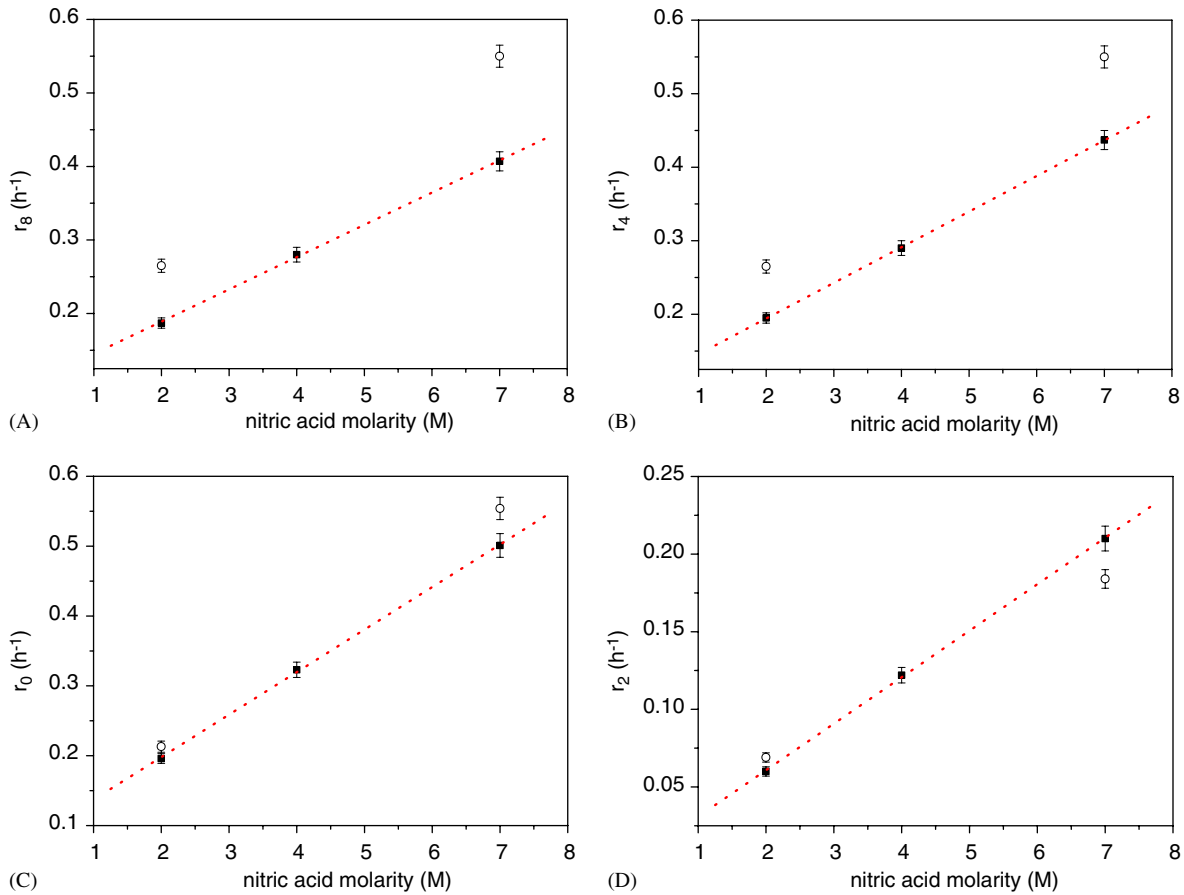 0.6
0.5
0.4
0.3
0.2
r8 (h-1)
1 2 3 4 5 6 7 8
nitric acid molarity (M)
(A)
0.6
0.5
0.4
0.3
0.2
r4 (h-1)
1 2 3 4 5 6 7 8
nitric acid molarity (M)
(B)
0.6
0.5
0.4
0.3
0.2
0.1
r0 (h-1)
1 2 3 4 5 6 7 8
nitric acid molarity (M)
(C)
0.25
0.20
0.15
0.10
0.05
r2 (h-1)
1 2 3 4 5 6 7 8
nitric acid molarity (M)
(D)